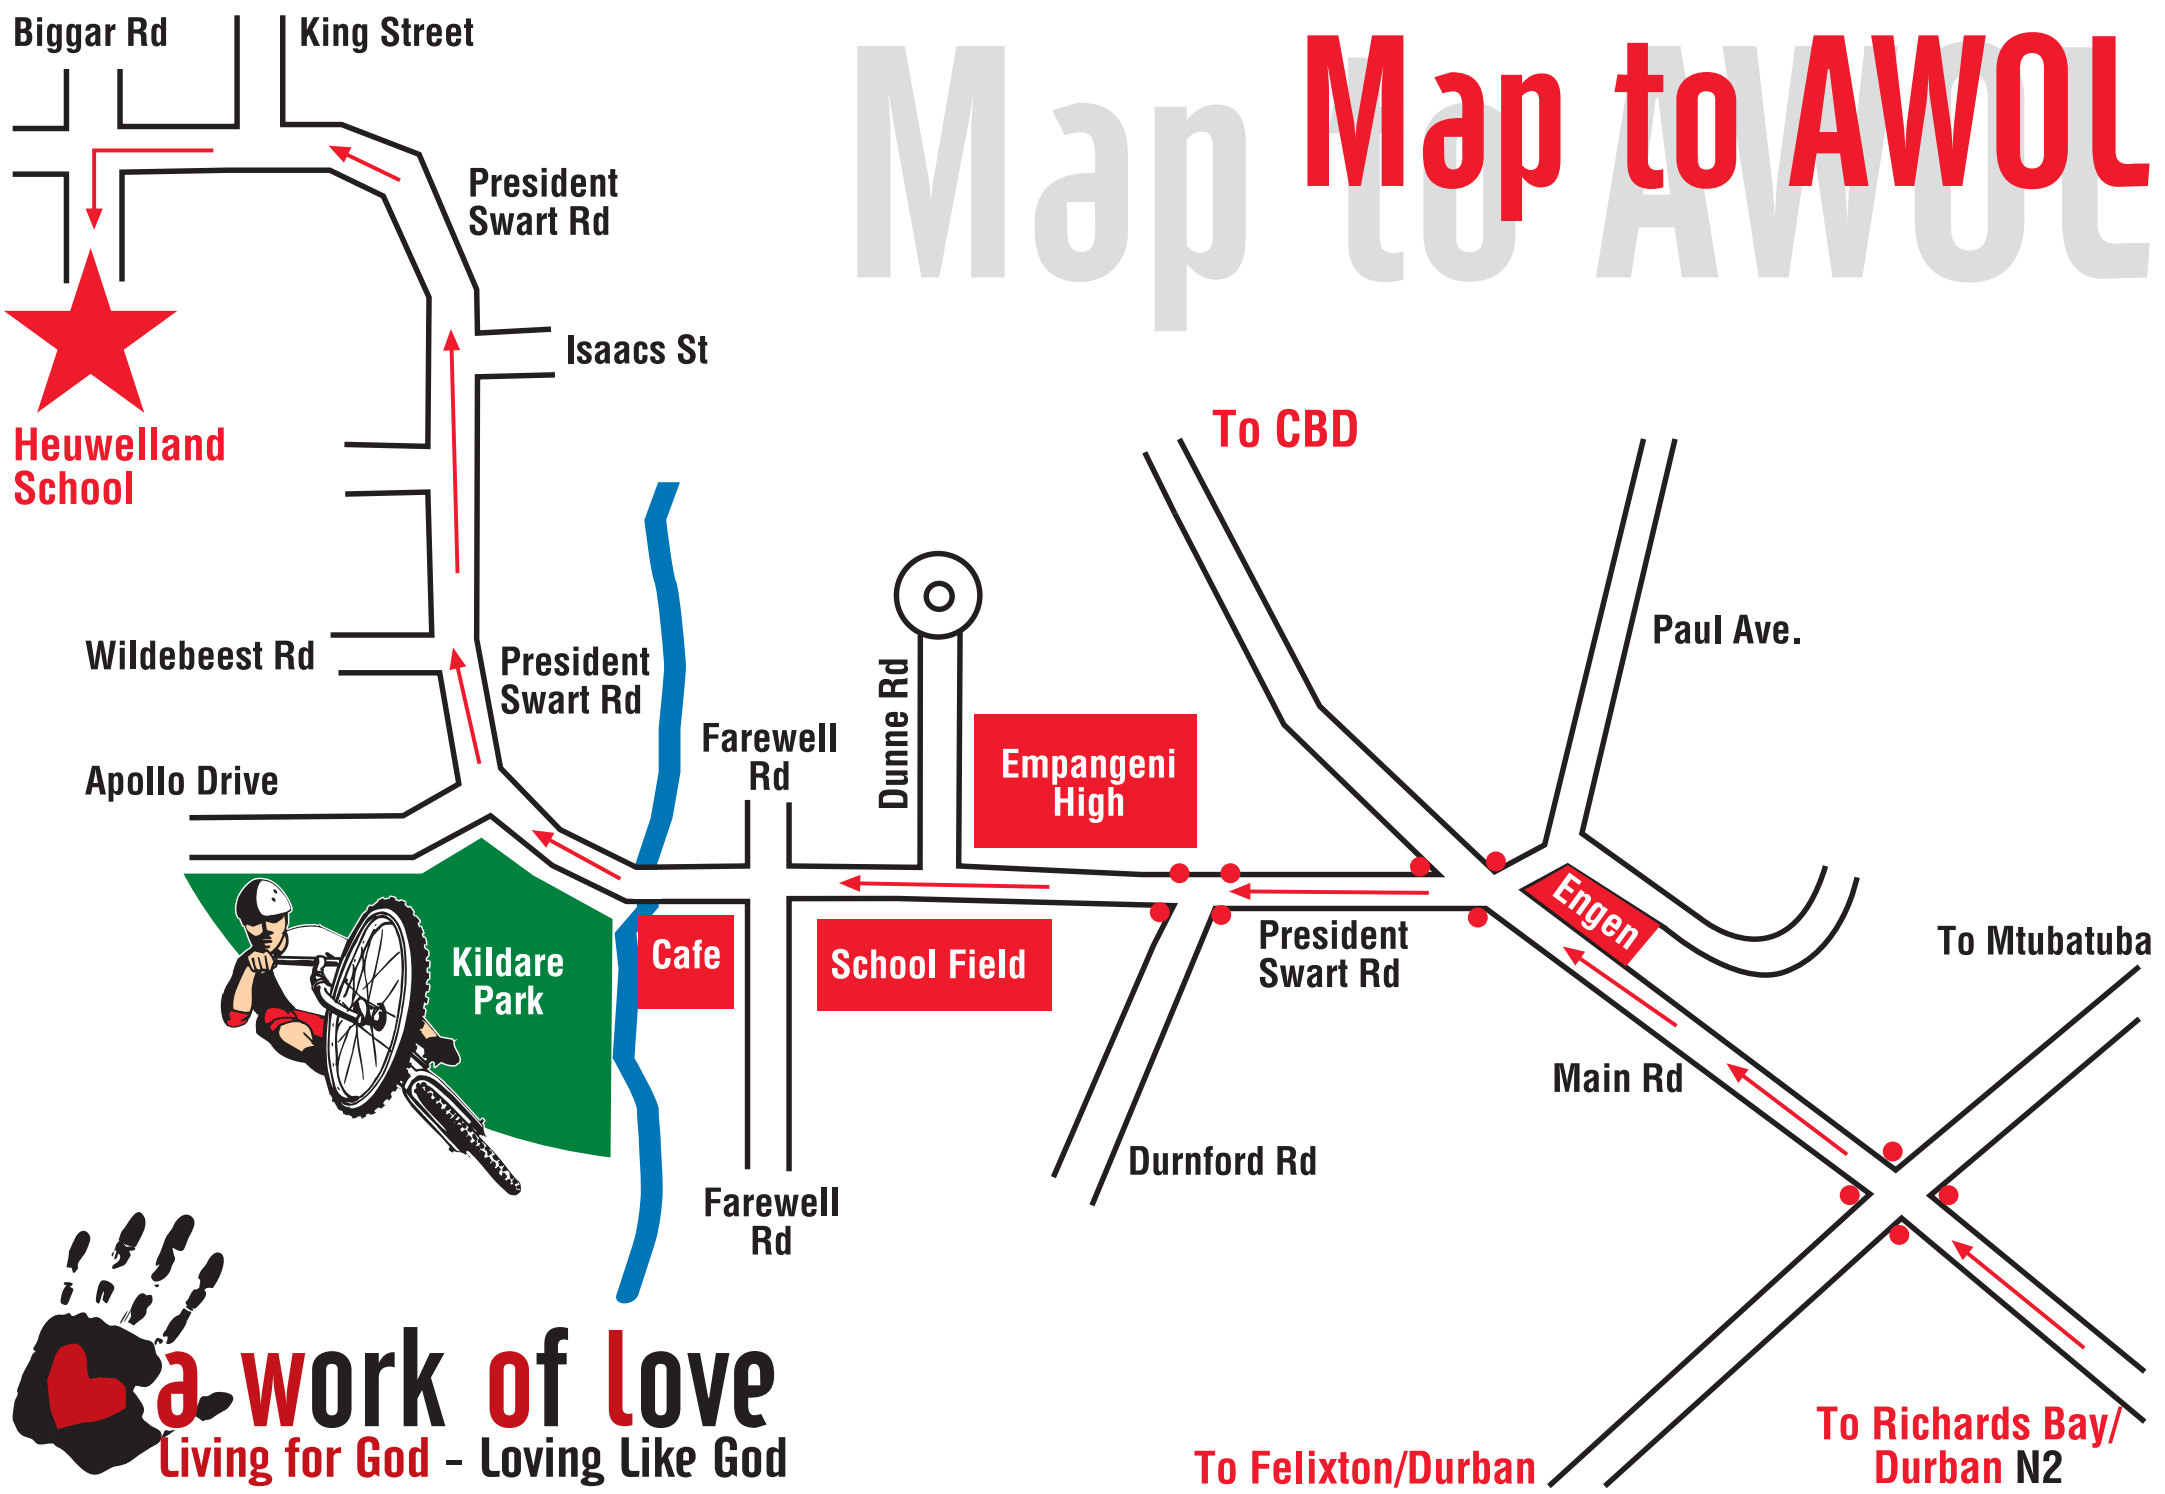 Biggar Rd
King Street
Map to AWOL
Map to AWOL
President
Swart Rd
Isaacs St
Heuwelland
School
To CBD
Paul Ave.
Wildebeest Rd
President
Swart Rd
Dunne Rd
Farewell
Rd
Empangeni
High
Apollo Drive
Engen
Kildare
Park
Cafe
School Field
President
Swart Rd
To Mtubatuba
Main Rd
Durnford Rd
Farewell
Rd
a work of love
Living for God - Loving Like God
To Felixton/Durban
To Richards Bay/
Durban N2